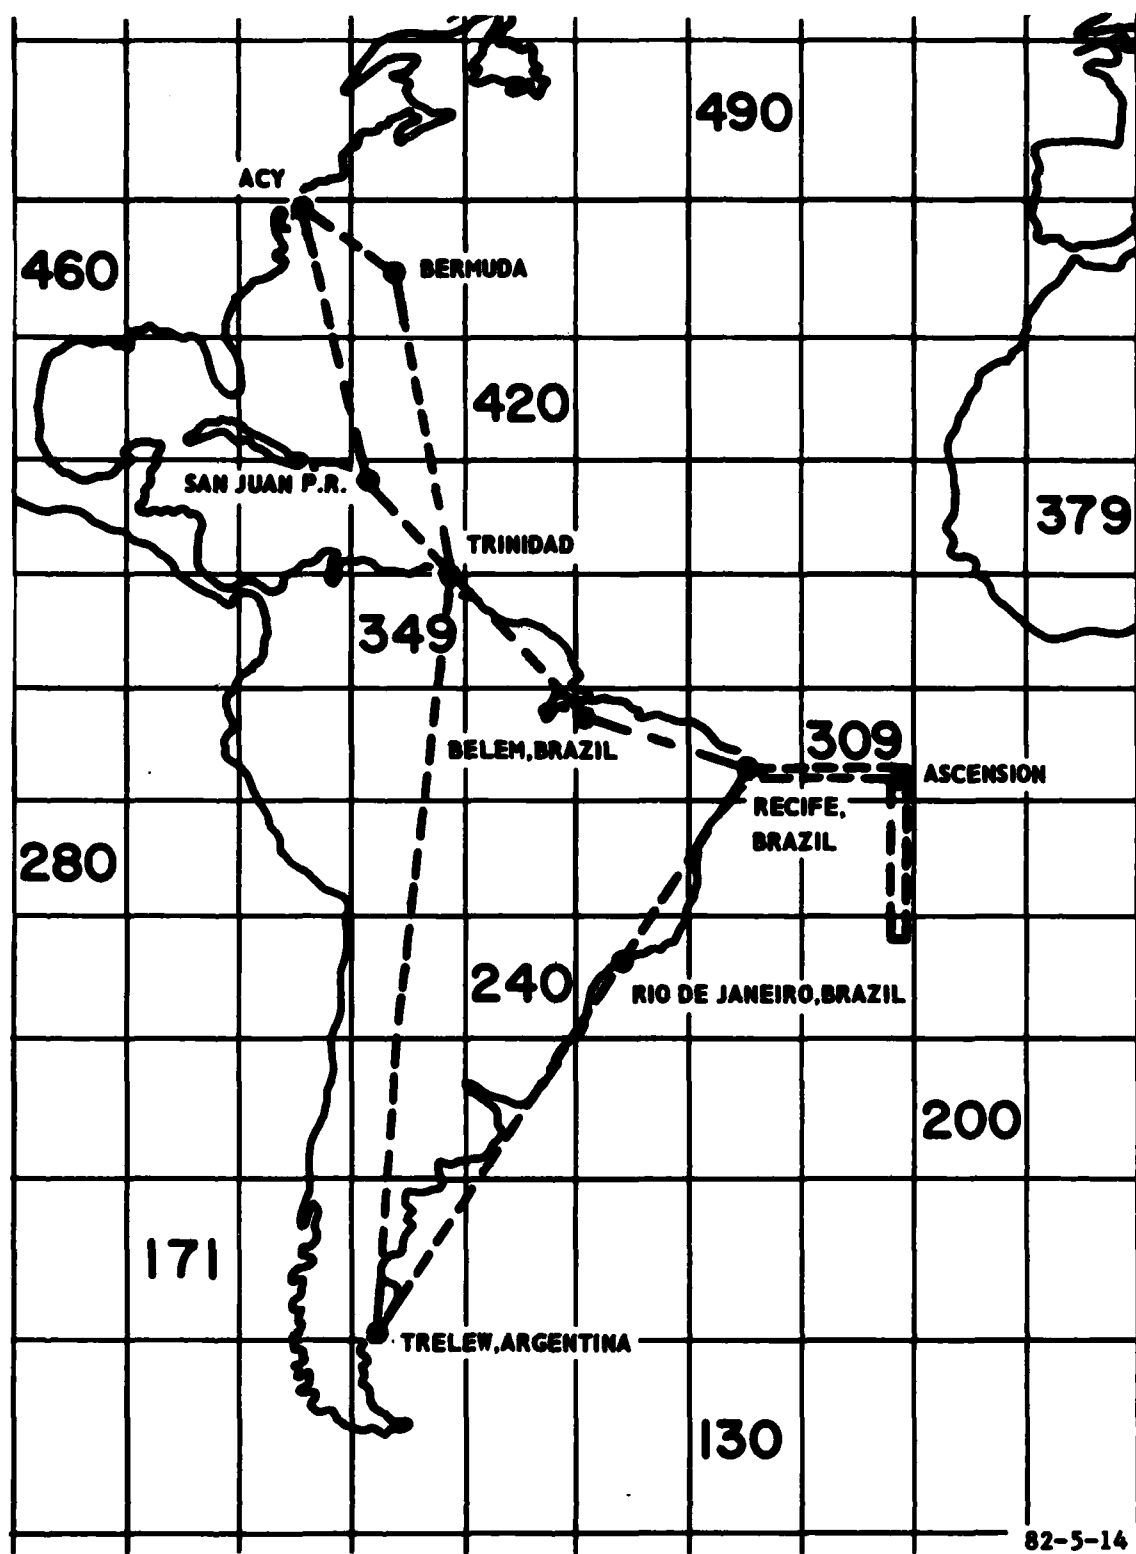 490
ACY
460
BERMUDA
420
SAN JUAN P.R.
379
TRINIDAD
349
309
BELEM, BRAZIL
ASCENSION
RECIFE,
BRAZIL
280
240
RIO DE JANEIRO, BRAZIL
200
171
TRELEW, ARGENTINA
130
82-5-14